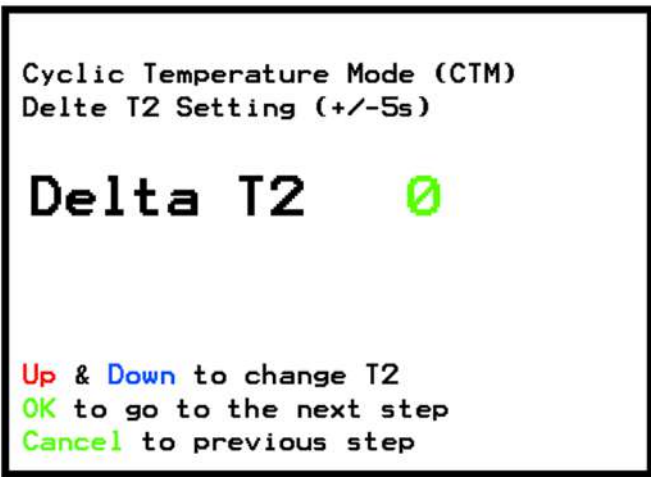 Cyclic Temperature Mode (CTM)
Delte T2 Setting (+/-5s)
Delta T2 0
Up & Down to change T2
OK to go to the next step
Cancel to previous step